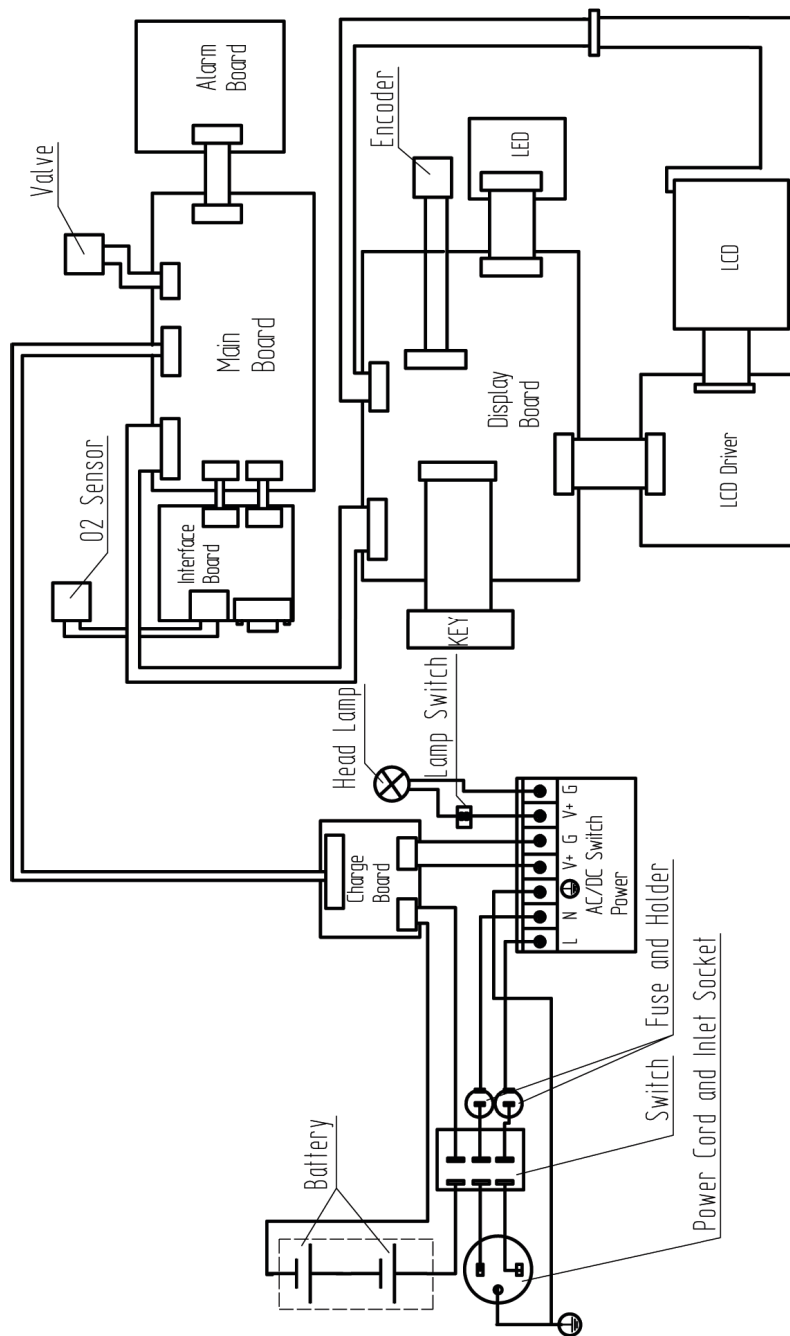 Battery
Switch
Fuse and Holder
Power Cord and Inlet Socket
Charge
Board
Head Lamp
Lamp Switch
L N V+ G V+ G
AC/DC Switch
Power
O2 Sensor
Interface
Board
Valve
Main
Board
Alarm
Board
KEY
Display
Board
Encoder
LED
LCD Driver
LCD